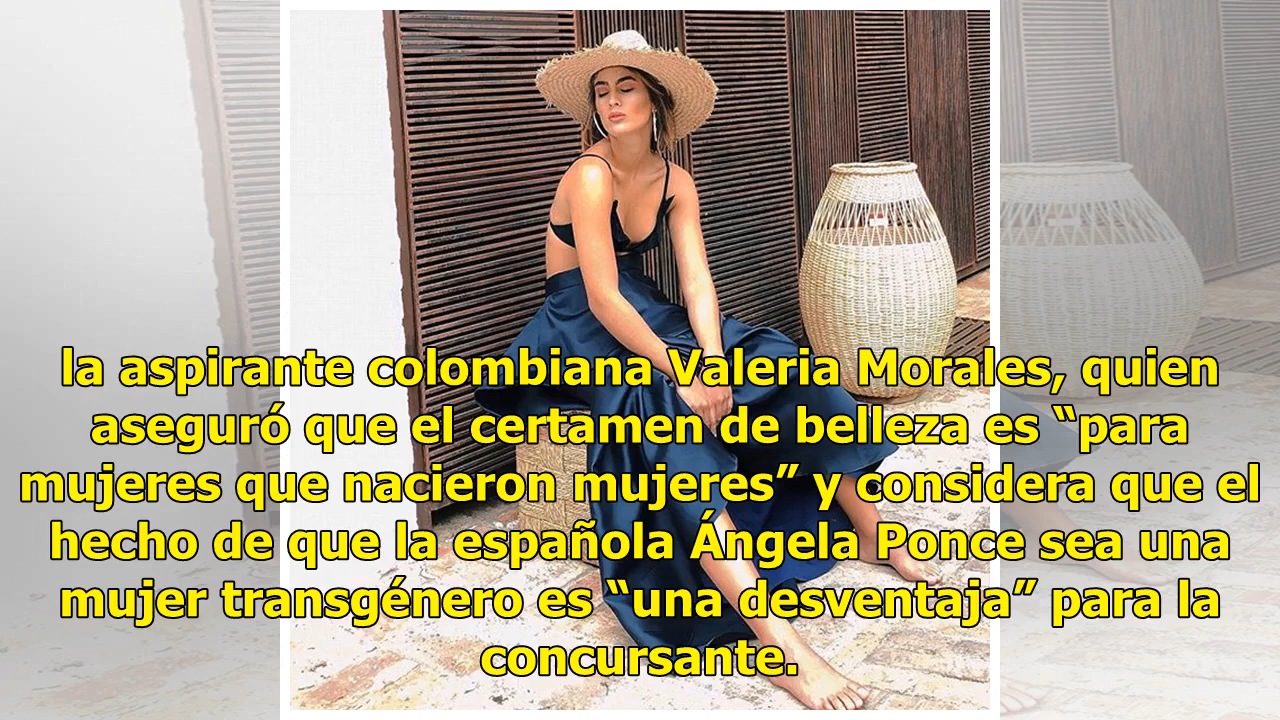 la aspirante colombiana Valeria Morales, quien
aseguró que el certamen de belleza es “para
mujeres que nacieron mujeres” y considera que el
hecho de que la española Ángela Ponce sea una
mujer transgénero es “una desventaja” para la
concursante.